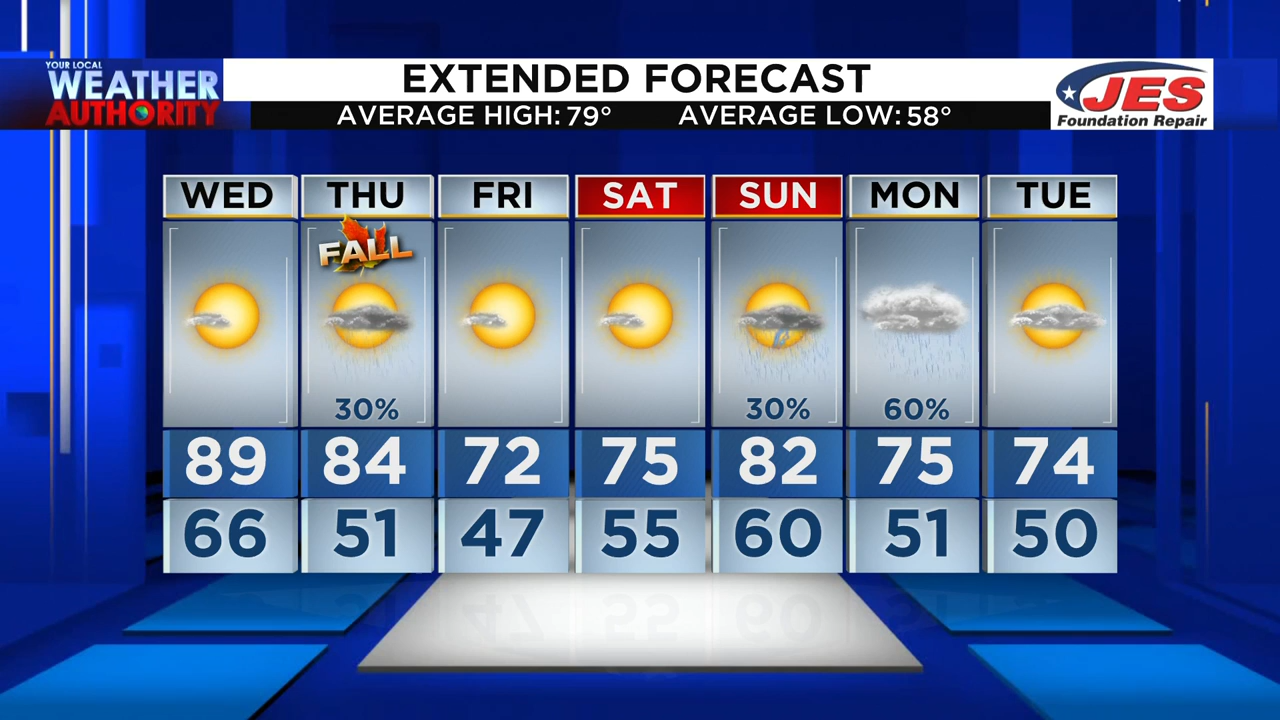 YOUR LOCAL
WEATHER
AUTHORITY
EXTENDED FORECAST
AVERAGE HIGH: 79° AVERAGE LOW: 58°
JES
Foundation Repair
WED THU FRI SAT SUN MON TUE
FALL
30% 30% 60%
89 84 72 75 82 75 74
66 51 47 55 60 51 50